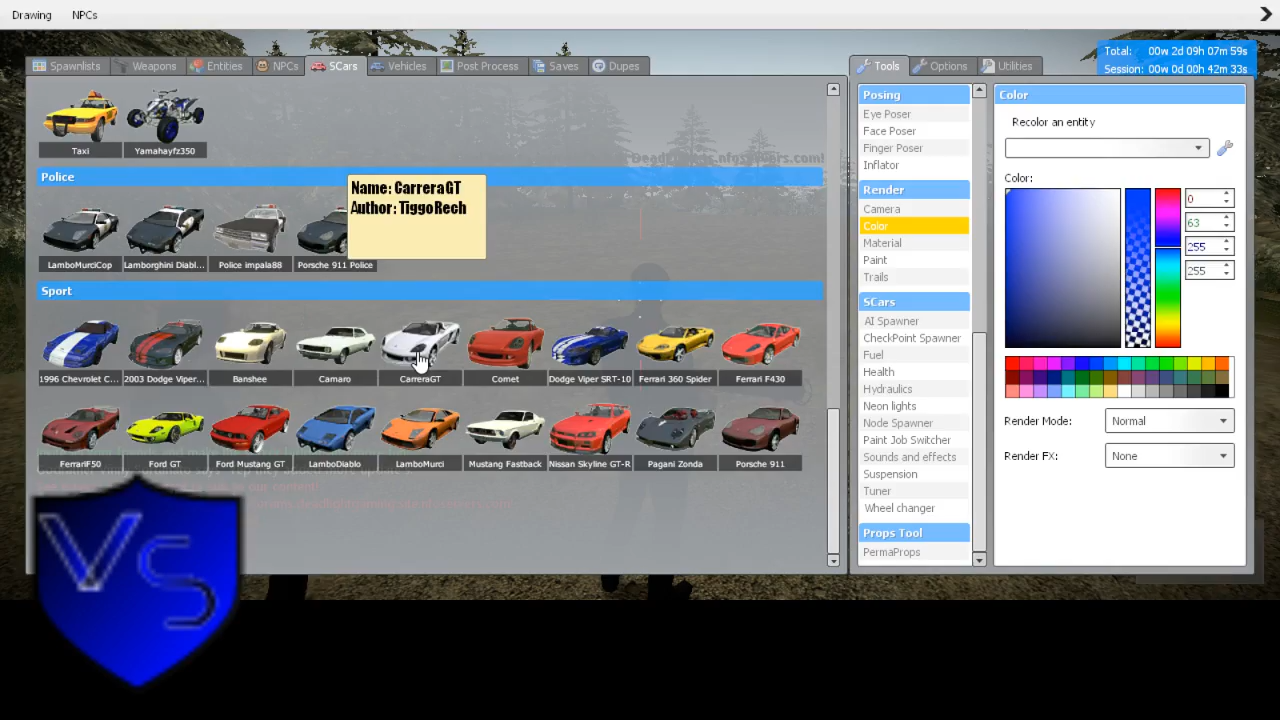 Drawing NPCs
Total: 00w 2d 09h 07m 59s
Session: 00w 0d 00h 42m 33s
Spawnlists Weapons Entities NPCs SCars Vehicles Post Process Saves Dupes
Tools Options Utilities
Taxi Yamahayfz350
Police
Name: CarreraGT
Author: TiggoRech
LamboMurciCop Lamborghini Diabl... Police impala88 Porsche 911 Police
Sport
1996 Chevrolet C... 2003 Dodge Viper... Banshee Camaro CarreraGT Comet Dodge Viper SRT-10 Ferrari 360 Spider Ferrari F430
FerrariF50 Ford GT Ford Mustang GT LamboDiablo LamboMurci Mustang Fastback Nissan Skyline GT-R Pagani Zonda Porsche 911
VS
Posing
Eye Poser
Face Poser
Finger Poser
Inflator
Render
Camera
Color
Material
Paint
Trails
SCars
AI Spawner
CheckPoint Spawner
Fuel
Health
Hydraulics
Neon lights
Node Spawner
Paint Job Switcher
Sounds and effects
Suspension
Tuner
Wheel changer
Props Tool
PermaProps
Color
Recolor an entity
Color:
0
63
255
255
Render Mode: Normal
Render FX: None